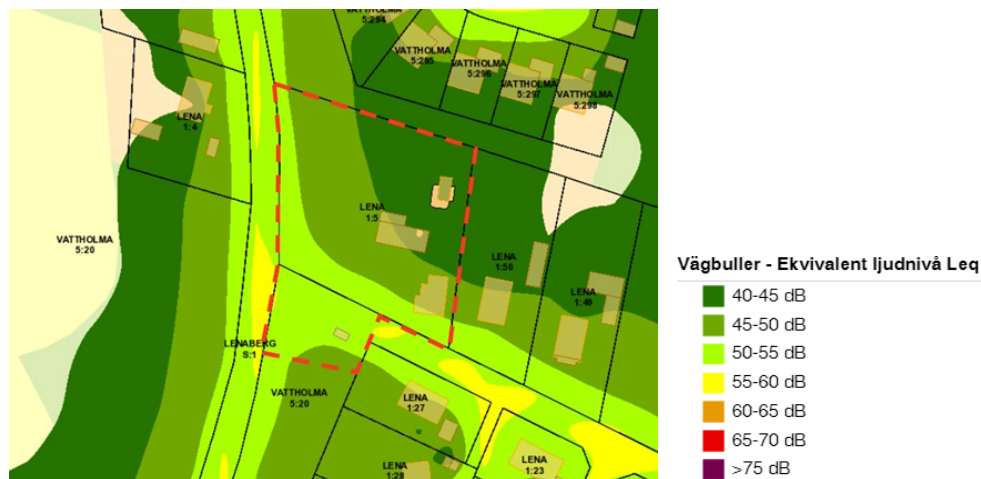 VATTHOLMA
5:294
VATTHOLMA
5:295
VATTHOLMA
5:296
VATTHOLMA
5:297
VATTHOLMA
5:298
LENA
1:4
LENA
1:5
VATTHOLMA
5:20
LENA
1:50
LENA
1:49
LENABERG
S:1
VATTHOLMA
5:20
LENA
1:27
LENA
1:28
LENA
1:23
Vägbuller - Ekvivalent ljudnivå Leq
40-45 dB
45-50 dB
50-55 dB
55-60 dB
60-65 dB
65-70 dB
>75 dB